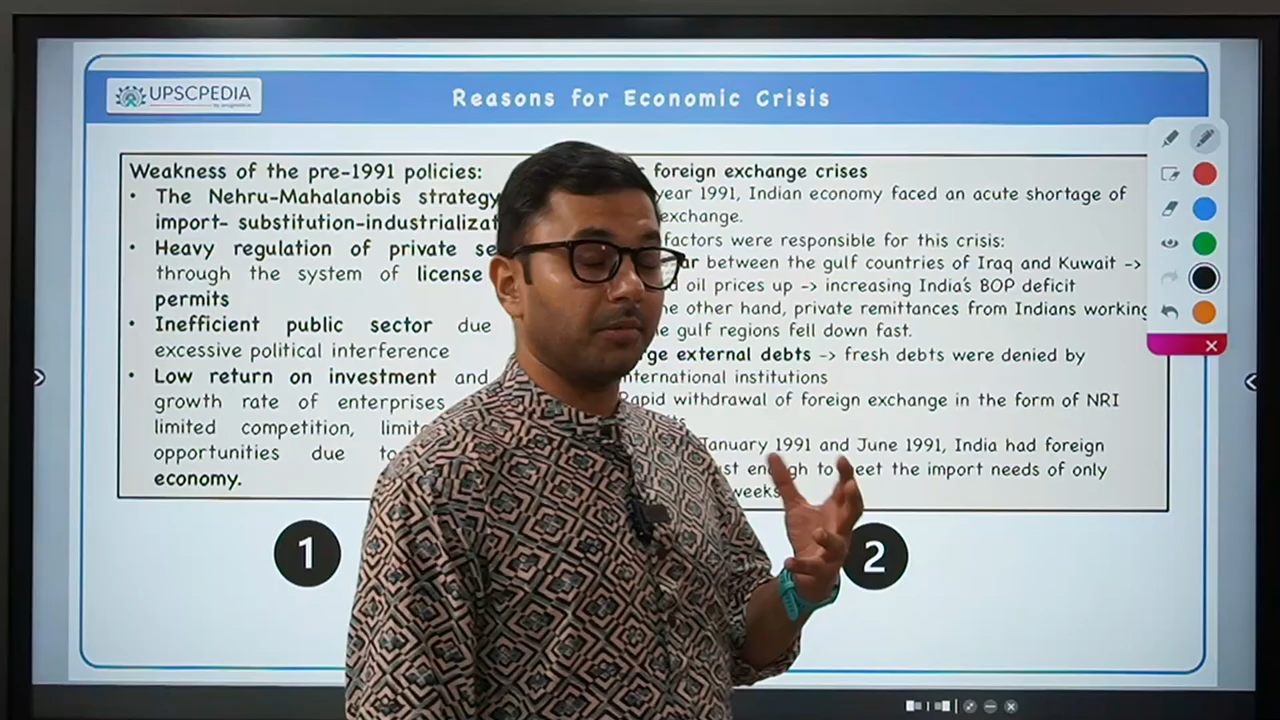 UPSCPEDIA
Reasons for Economic Crisis
Weakness of the pre-1991 policies:
• The Nehru-Mahalanobis strategy
import- substitution-industrializat
• Heavy regulation of private se
through the system of license
permits
• Inefficient public sector due
excessive political interference
• Low return on investment and
growth rate of enterprises
limited competition, limit
opportunities due to
economy.
foreign exchange crises
year 1991, Indian economy faced an acute shortage of
exchange.
factors were responsible for this crisis:
ar between the gulf countries of Iraq and Kuwait ->
d oil prices up -> increasing India's BOP deficit
e other hand, private remittances from Indians working
e gulf regions fell down fast.
rge external debts -> fresh debts were denied by
nternational institutions
Rapid withdrawal of foreign exchange in the form of NRI
ts
January 1991 and June 1991, India had foreign
st enough to meet the import needs of only
weeks
1
2